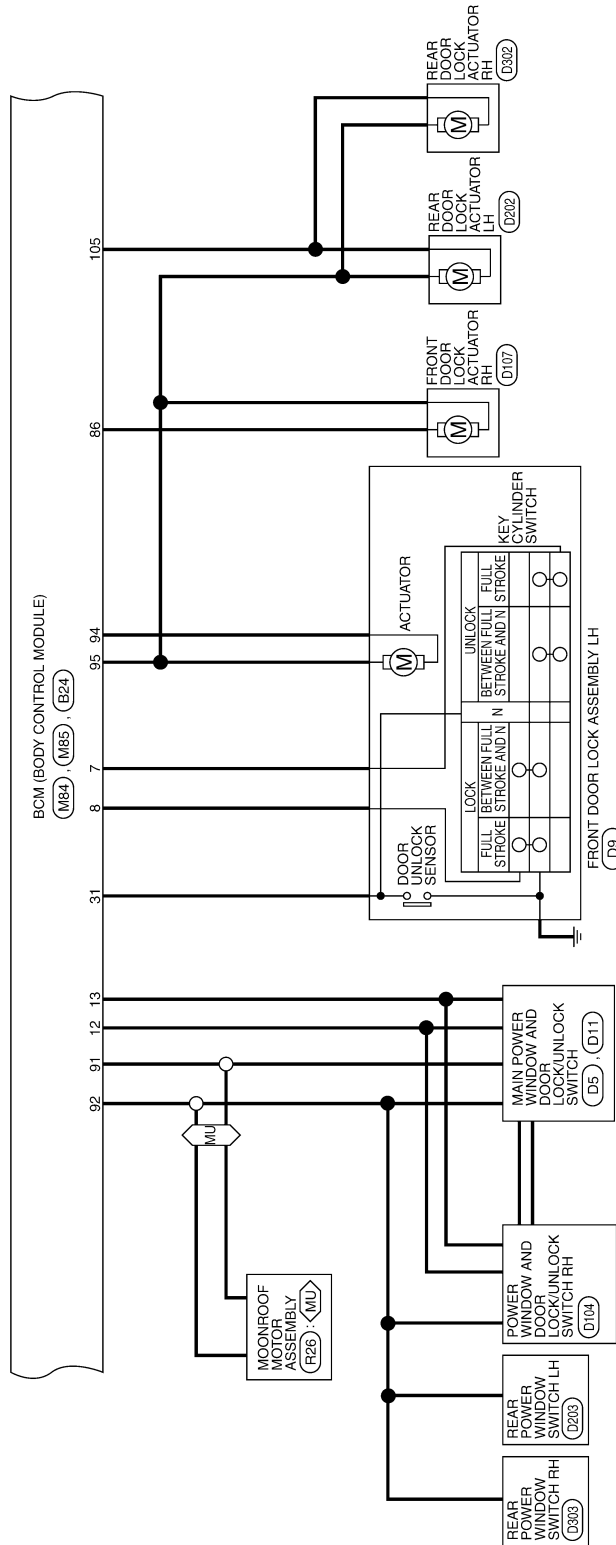 BCM (BODY CONTROL MODULE)
M84 , M85 , B24
92
91
12
13
31
8
7
95
94
86
105
MU
MOONROOF
MOTOR
ASSEMBLY
R26 : MU
REAR
POWER
WINDOW
SWITCH RH
D303
REAR
POWER
WINDOW
SWITCH LH
D203
POWER
WINDOW AND
DOOR
LOCK/UNLOCK
SWITCH RH
D104
MAIN POWER
WINDOW AND
DOOR
LOCK/UNLOCK
SWITCH
D5 , D11
DOOR
UNLOCK
SENSOR
ACTUATOR
M
LOCK
N
UNLOCK
FULL
STROKE
BETWEEN FULL
STROKE AND N
BETWEEN FULL
STROKE AND N
FULL
STROKE
KEY
CYLINDER
SWITCH
FRONT DOOR LOCK ASSEMBLY LH
D9
FRONT
DOOR
LOCK
ACTUATOR
RH
D107
M
REAR
DOOR
LOCK
ACTUATOR
LH
D202
M
REAR
DOOR
LOCK
ACTUATOR
RH
D302
M